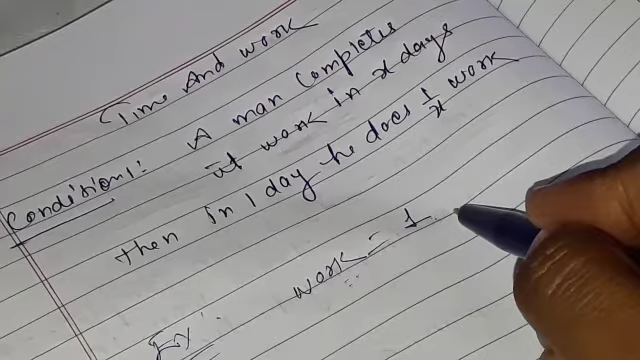 Time And work
Condition1: A man Completes
it work in x days
then in 1 day he does 1/x work
work = 1
Ex: